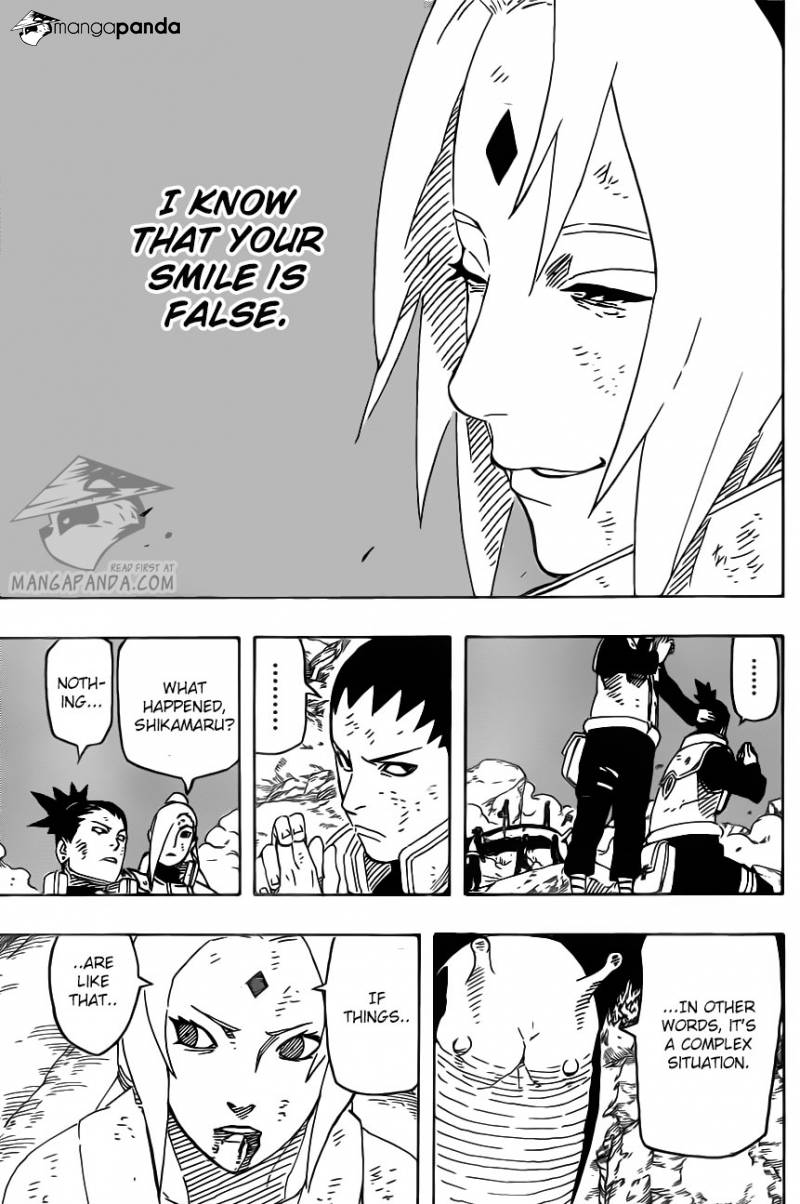 mangapanda
I KNOW
THAT YOUR
SMILE IS
FALSE.
READ FIRST AT
MANGAPANDA.COM
.........
.........
WHAT
HAPPENED,
SHIKAMARU?
NOTH-
ING...
...IN OTHER
WORDS, IT'S
A COMPLEX
SITUATION.
IF
THINGS..
..ARE
LIKE
THAT..